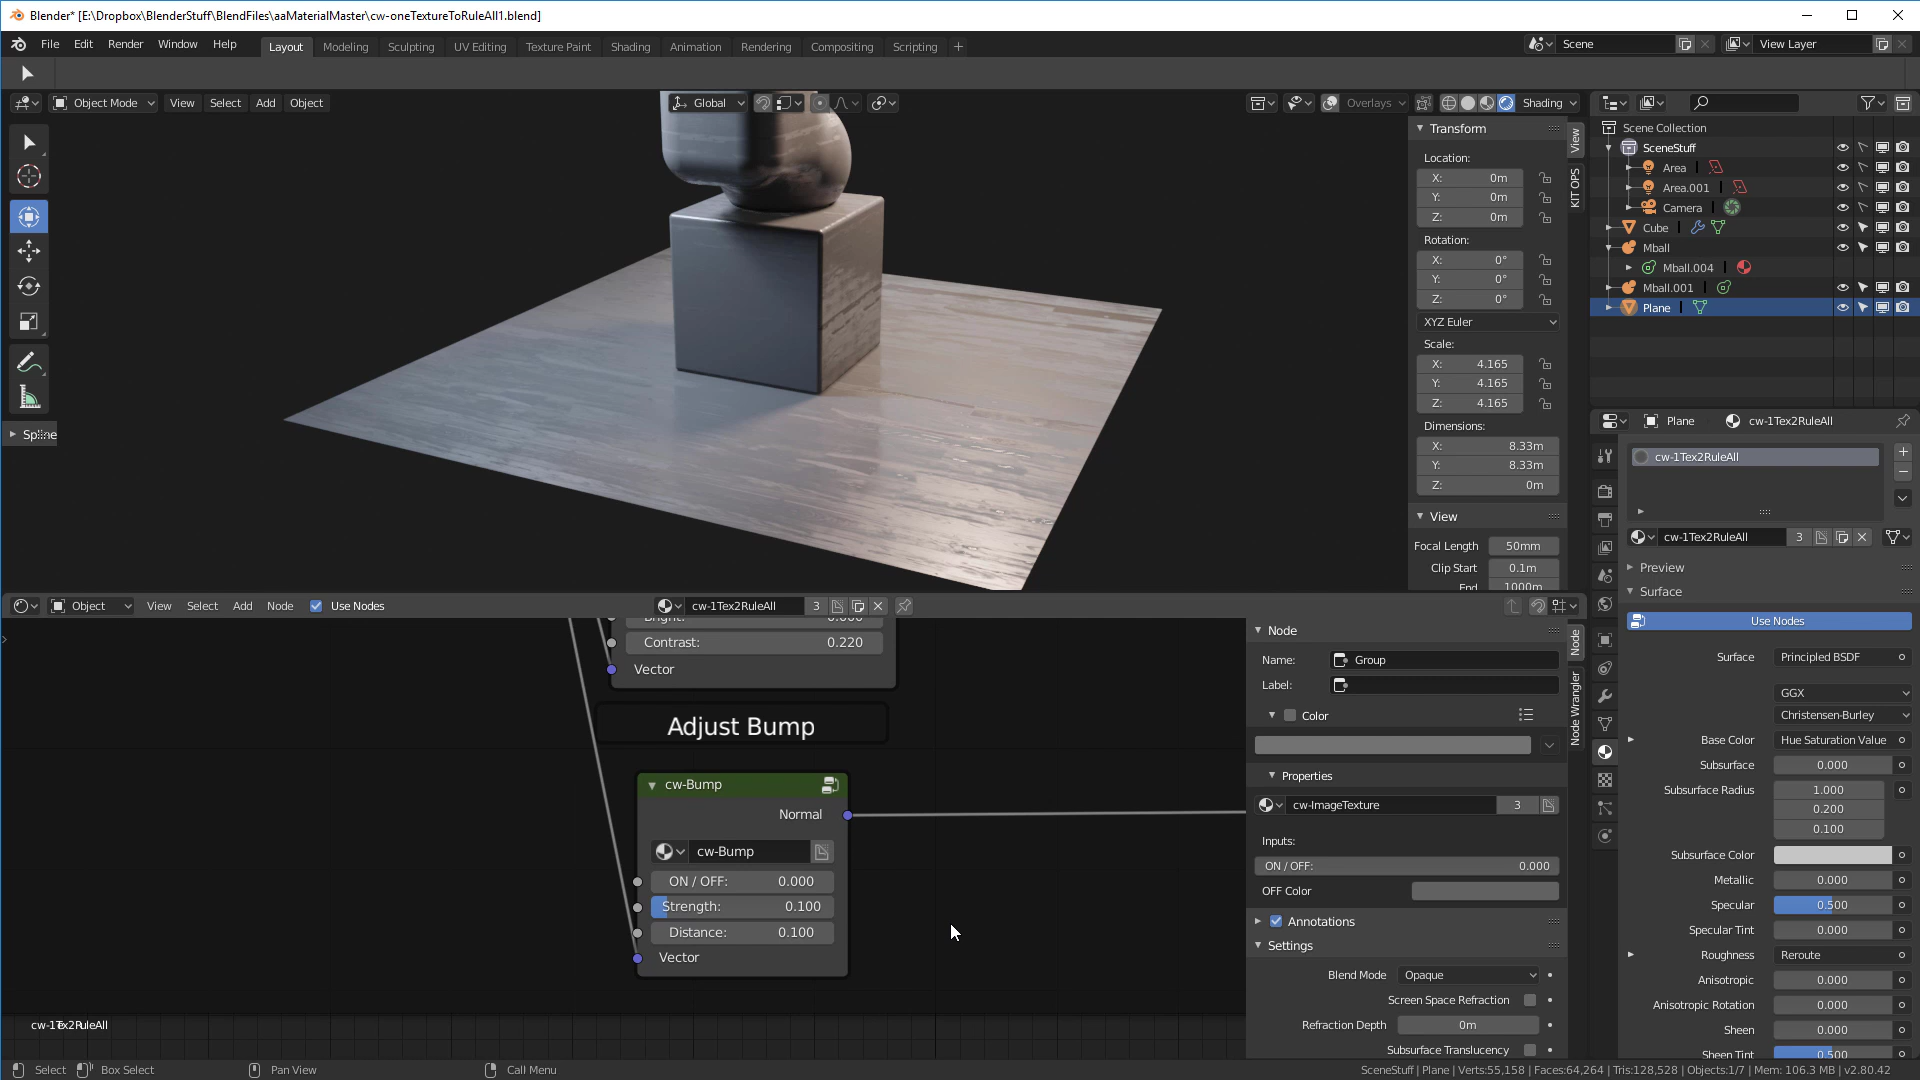 Blender* [E:\Dropbox\BlenderStuff\BlendFiles\aaMaterialMaster\cw-oneTextureToRuleAll1.blend]
File Edit Render Window Help Layout Modeling Sculpting UV Editing Texture Paint Shading Animation Rendering Compositing Scripting + Scene View Layer
Object Mode View Select Add Object Global Overlays Shading
Transform
Location:
X: 0m
Y: 0m
Z: 0m
Rotation:
X: 0°
Y: 0°
Z: 0°
XYZ Euler
Scale:
X: 4.165
Y: 4.165
Z: 4.165
Dimensions:
X: 8.33m
Y: 8.33m
Z: 0m
View
Focal Length 50mm
Clip Start 0.1m
End 1000m
View
KIT OPS
Spline
Scene Collection
SceneStuff
Area
Area.001
Camera
Cube
Mball
Mball.004
Mball.001
Plane
Plane cw-1Tex2RuleAll
cw-1Tex2RuleAll
cw-1Tex2RuleAll 3
Preview
Surface
Use Nodes
Surface Principled BSDF
GGX
Christensen-Burley
Base Color Hue Saturation Value
Subsurface 0.000
Subsurface Radius 1.000
0.200
0.100
Subsurface Color
Metallic 0.000
Specular 0.500
Specular Tint 0.000
Roughness Reroute
Anisotropic 0.000
Anisotropic Rotation 0.000
Sheen 0.000
Sheen Tint 0.500
Object View Select Add Node Use Nodes cw-1Tex2RuleAll 3
Bright: 0.000
Contrast: 0.220
Vector
Adjust Bump
cw-Bump
Normal
cw-Bump
ON / OFF: 0.000
Strength: 0.100
Distance: 0.100
Vector
Node
Name: Group
Label:
Color
Properties
cw-ImageTexture 3
Inputs:
ON / OFF: 0.000
OFF Color
Annotations
Settings
Blend Mode Opaque
Screen Space Refraction
Refraction Depth 0m
Subsurface Translucency
Node
Node Wrangler
cw-1Tex2RuleAll
Select Box Select Pan View Call Menu SceneStuff | Plane | Verts:55,158 | Faces:64,264 | Tris:128,528 | Objects:1/7 | Mem: 106.3 MB | v2.80.42